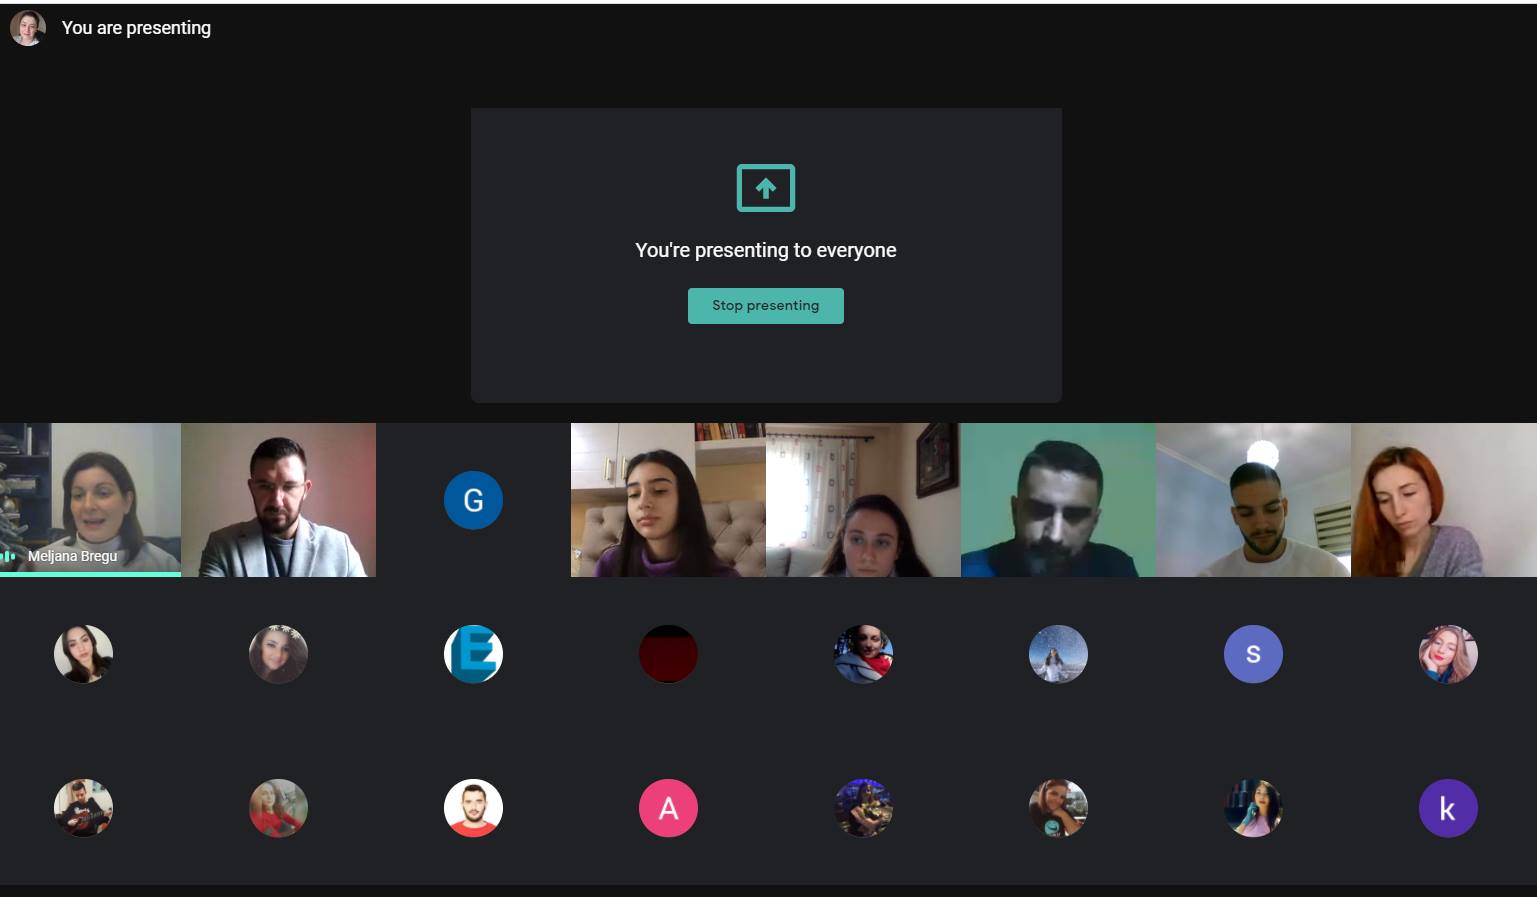 You are presenting
You're presenting to everyone
Stop presenting
G
Meljana Bregu
E
S
A
k